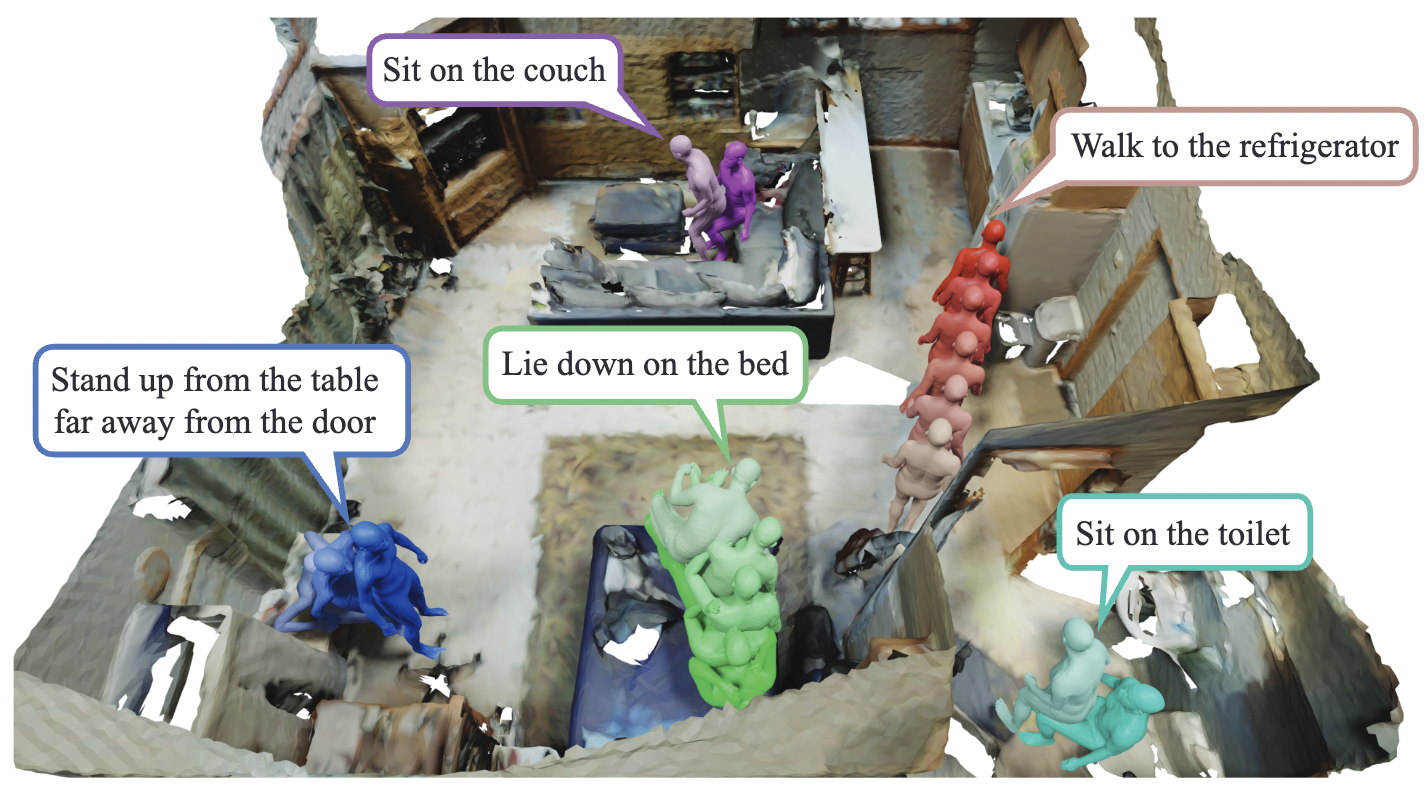 Sit on the couch
Walk to the refrigerator
Lie down on the bed
Stand up from the table
far away from the door
Sit on the toilet